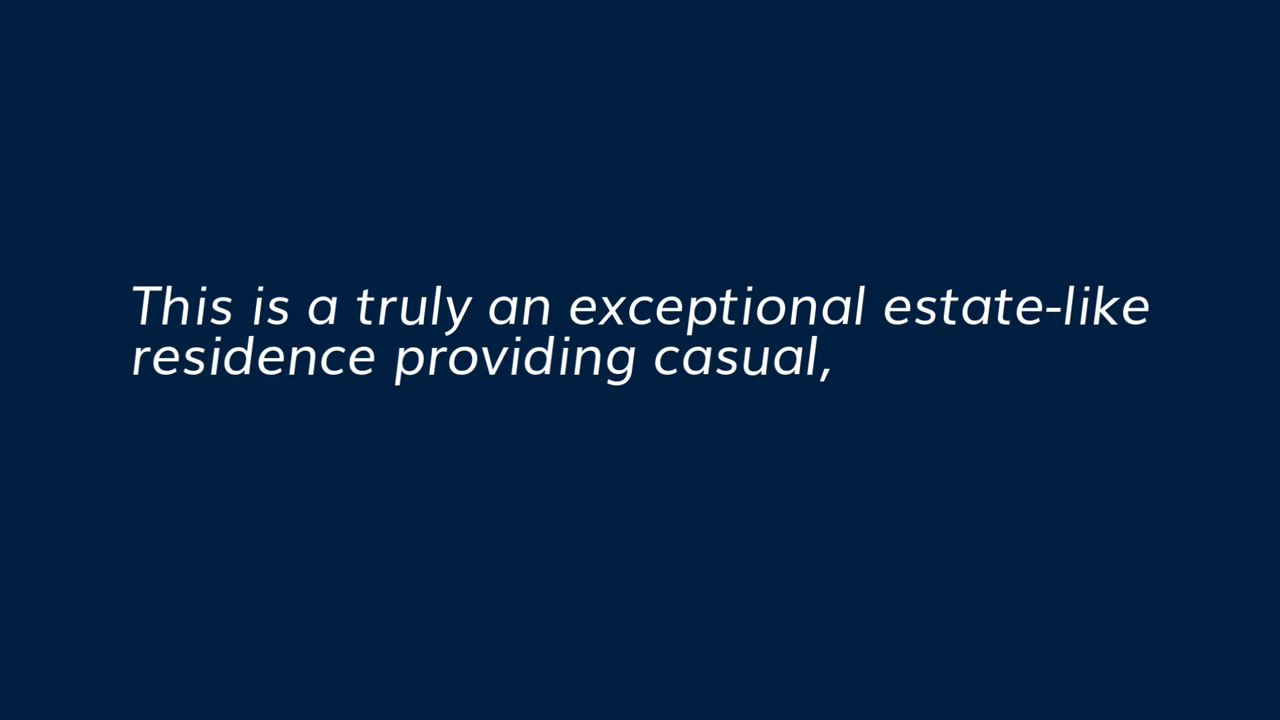 This is a truly an exceptional estate-like
residence providing casual,